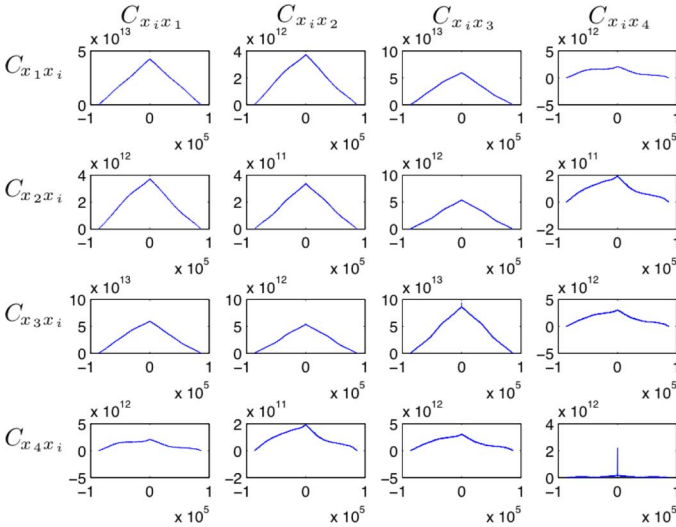 C_{x_i x_1} C_{x_i x_2} C_{x_i x_3} C_{x_i x_4}
x 10^13 x 10^12 x 10^13 x 10^12
C_{x_1 x_i} 5 0 4 2 0 10 5 0 5 0 −5
−1 0 1 −1 0 1 −1 0 1 −1 0 1
x 10^5 x 10^5 x 10^5 x 10^5
x 10^12 x 10^11 x 10^12 x 10^11
C_{x_2 x_i} 4 2 0 4 2 0 10 5 0 2 0 −2
−1 0 1 −1 0 1 −1 0 1 −1 0 1
x 10^5 x 10^5 x 10^5 x 10^5
x 10^13 x 10^12 x 10^13 x 10^12
C_{x_3 x_i} 10 5 0 10 5 0 10 5 0 5 0 −5
−1 0 1 −1 0 1 −1 0 1 −1 0 1
x 10^5 x 10^5 x 10^5 x 10^5
x 10^12 x 10^11 x 10^12 x 10^12
C_{x_4 x_i} 5 0 −5 2 0 −2 5 0 −5 4 2 0
−1 0 1 −1 0 1 −1 0 1 −1 0 1
x 10^5 x 10^5 x 10^5 x 10^5